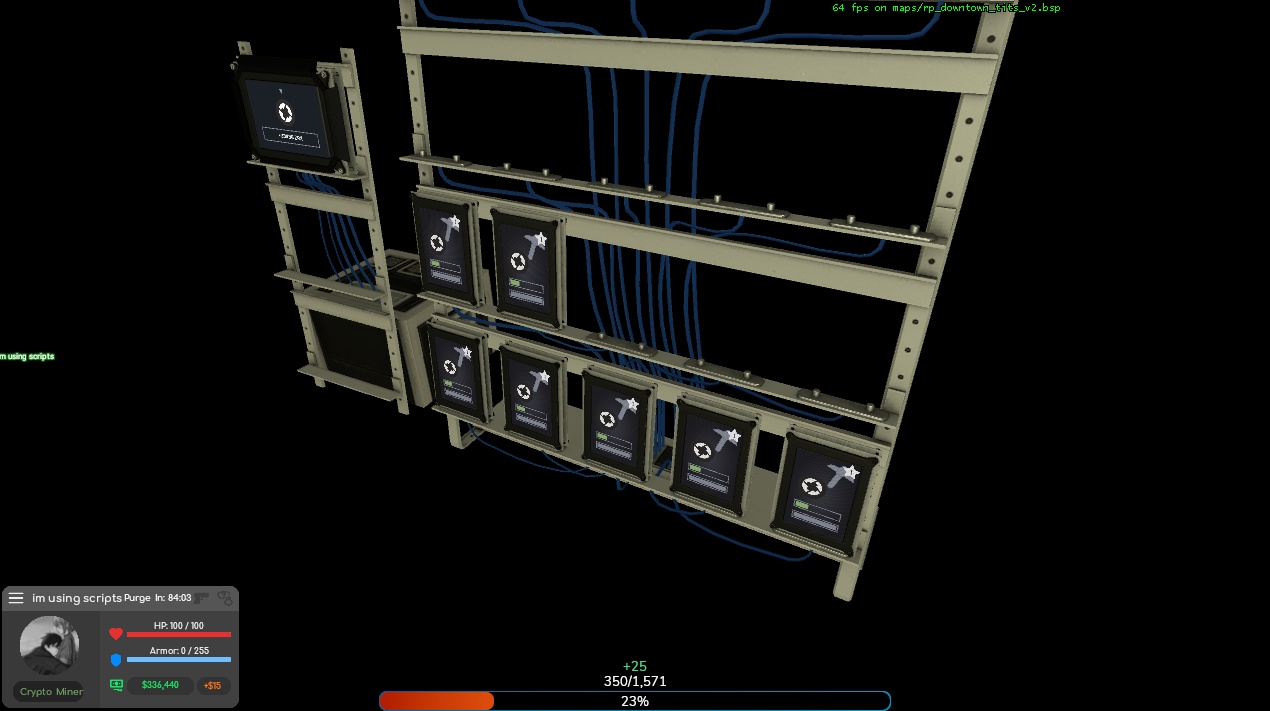 64 fps on maps/rp_downtown_tits_v2.bsp
m using scripts
im using scripts Purge In: 84:03
HP: 100 / 100
Armor: 0 / 255
$336,440 +$15
Crypto Miner
+25
350/1,571
23%